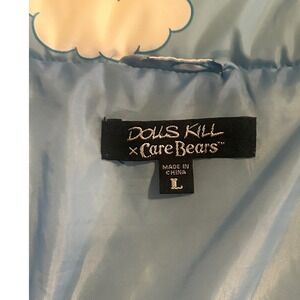 DOLLS KILL
× Care Bears™
MADE IN
CHINA
L